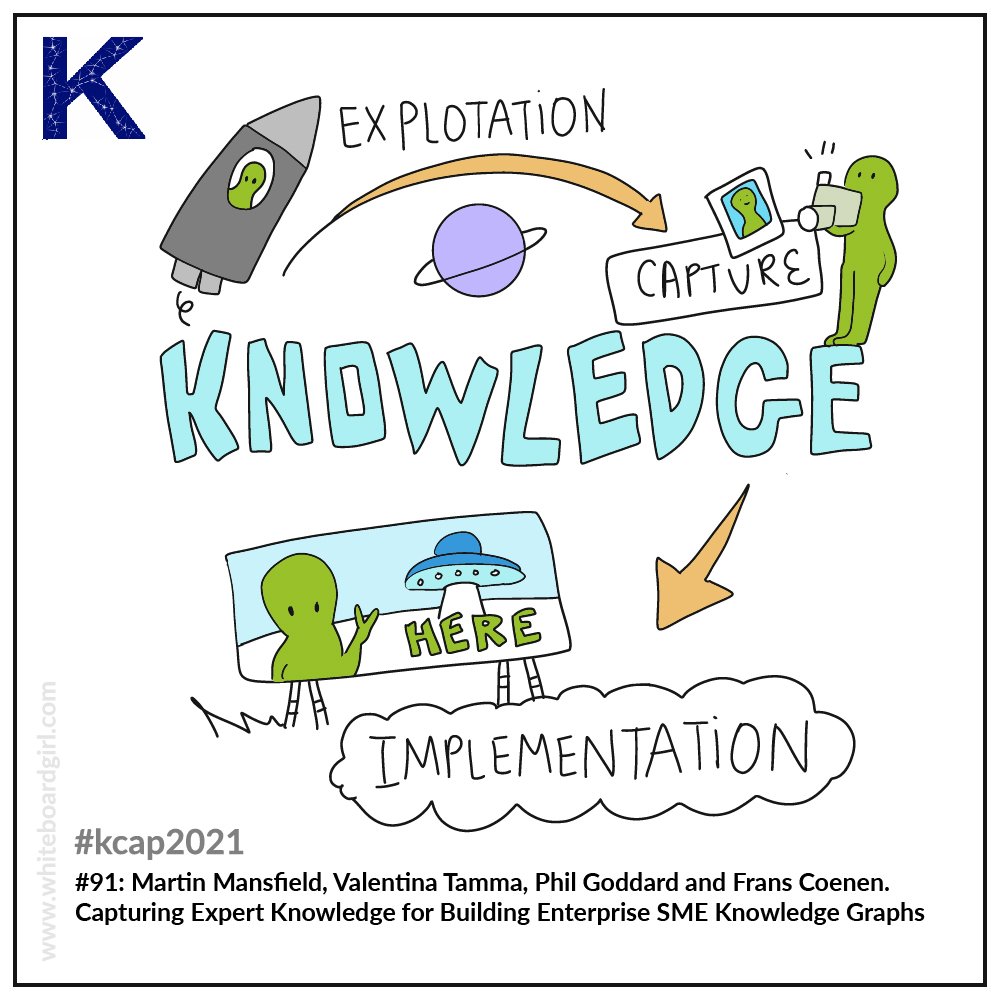 K
EXPLOTATiON
CAPTURE
KNOWLEDGE
HERE
IMPLEMENTATiON
www.whiteboardgirl.com
#kcap2021
#91: Martin Mansfield, Valentina Tamma, Phil Goddard and Frans Coenen.
Capturing Expert Knowledge for Building Enterprise SME Knowledge Graphs